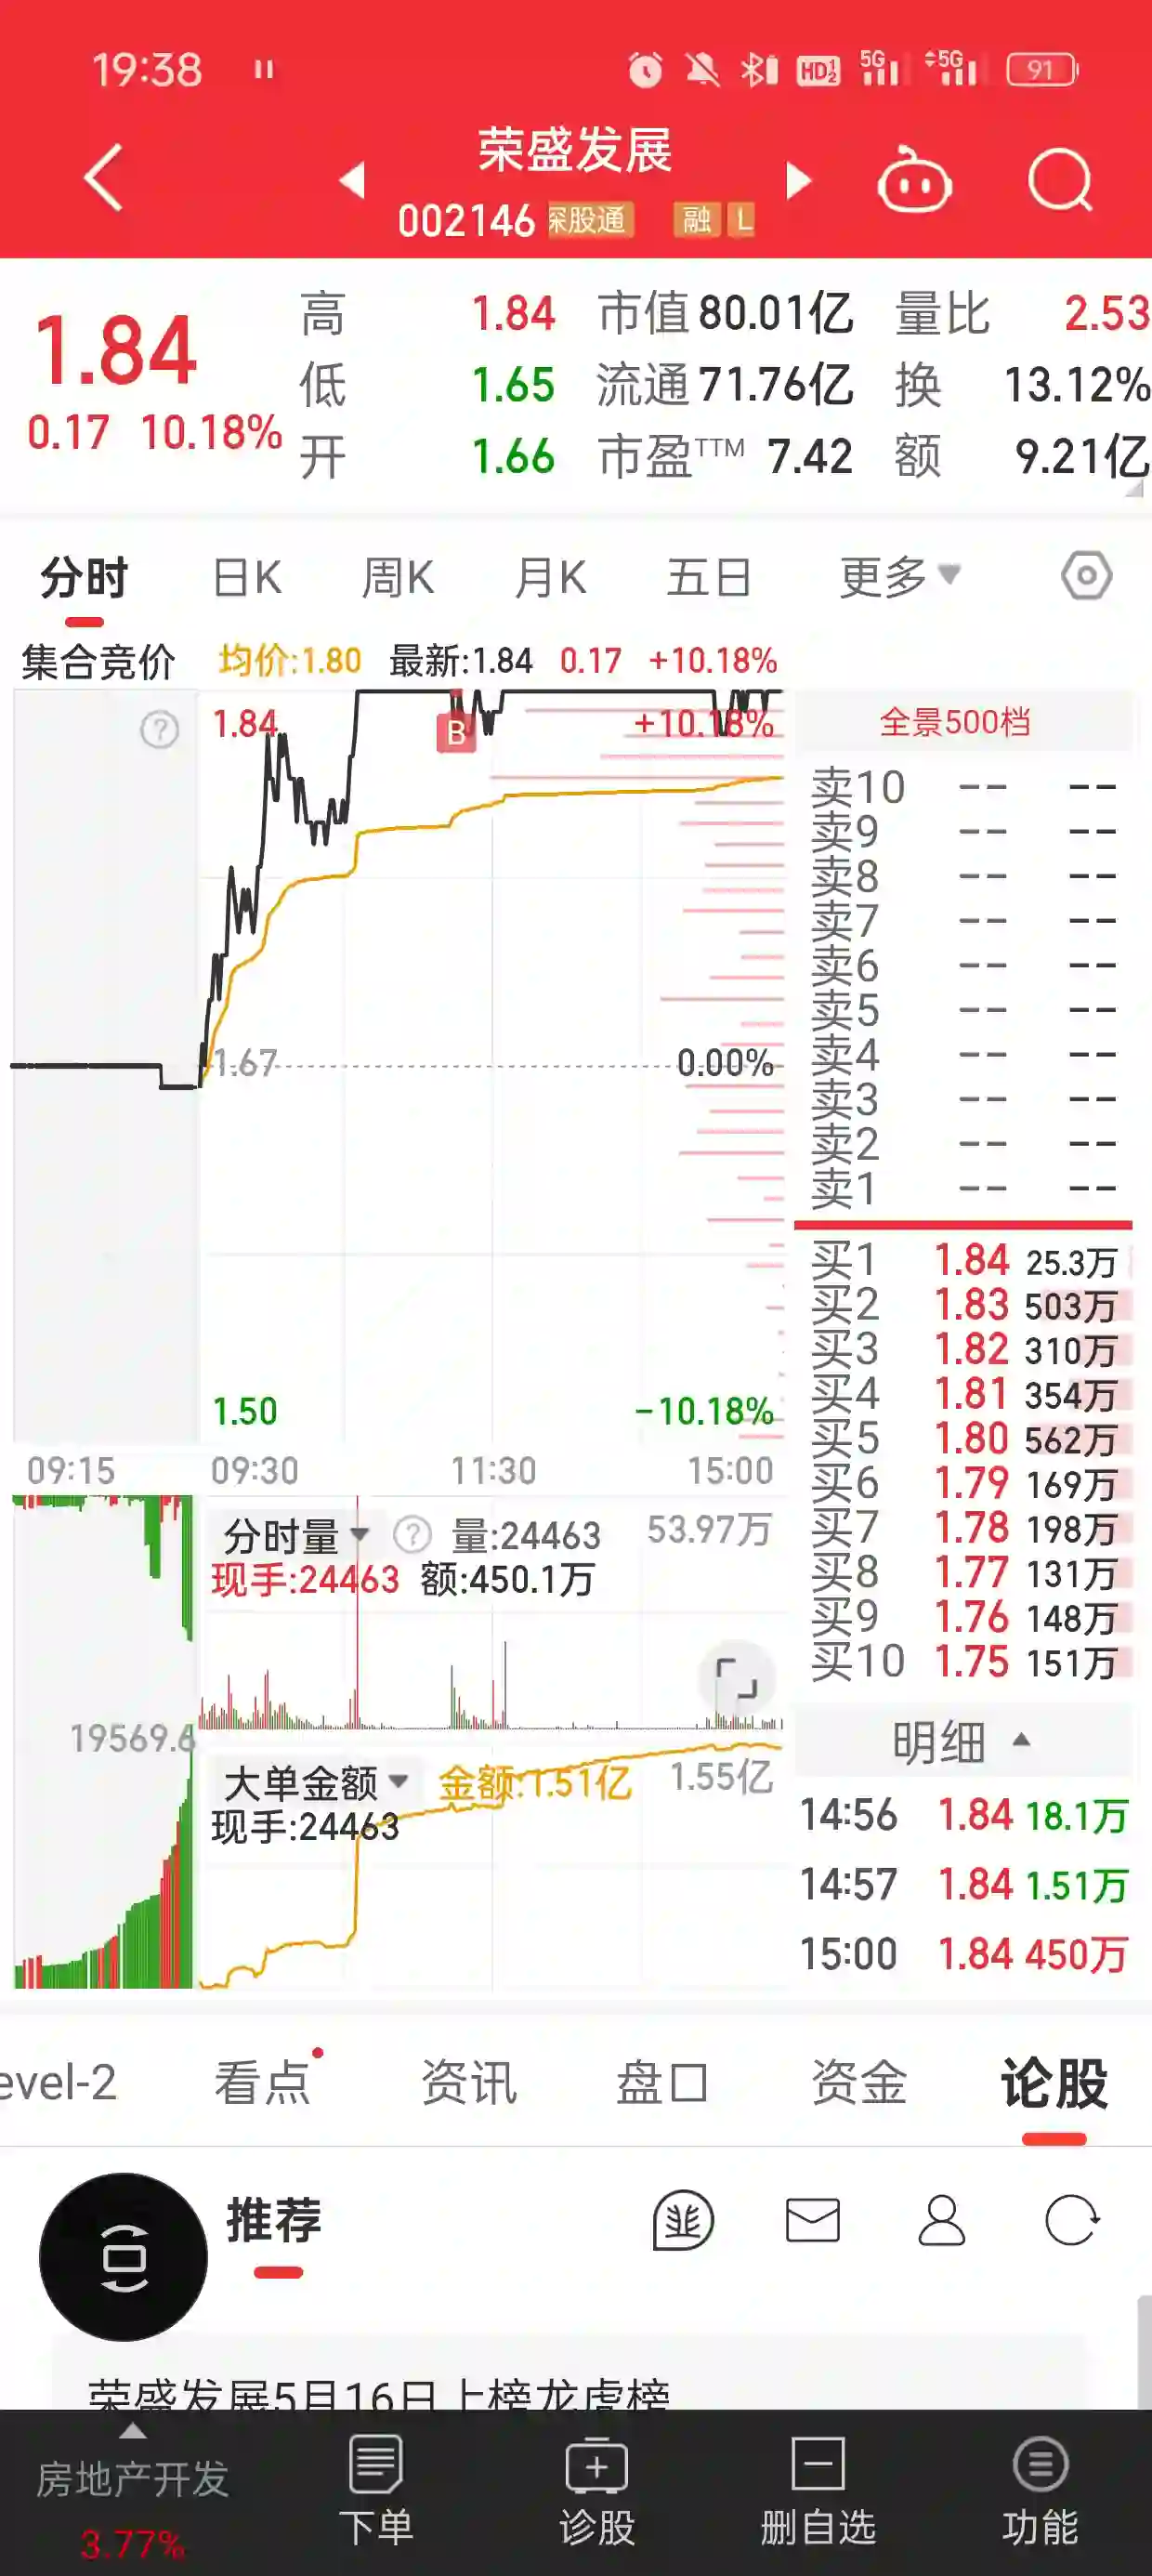 19:38
HD 1 2 5G 5G 91
荣盛发展
002146 深股通 融 L
1.84
0.17 10.18%
高 1.84 市值 80.01亿 量比 2.53
低 1.65 流通 71.76亿 换 13.12%
开 1.66 市盈TTM 7.42 额 9.21亿
分时 日K 周K 月K 五日 更多
集合竞价 均价:1.80 最新:1.84 0.17 +10.18%
? 1.84 B +10.18%
1.67 0.00%
1.50 -10.18%
09:15 09:30 11:30 15:00
分时量 ? 量:24463 53.97万
现手:24463 额:450.1万
19569.6
大单金额 金额:1.51亿 1.55亿
现手:24463
全景500档
卖10 -- --
卖9 -- --
卖8 -- --
卖7 -- --
卖6 -- --
卖5 -- --
卖4 -- --
卖3 -- --
卖2 -- --
卖1 -- --
买1 1.84 25.3万
买2 1.83 503万
买3 1.82 310万
买4 1.81 354万
买5 1.80 562万
买6 1.79 169万
买7 1.78 198万
买8 1.77 131万
买9 1.76 148万
买10 1.75 151万
明细
14:56 1.84 18.1万
14:57 1.84 1.51万
15:00 1.84 450万
evel-2 看点 资讯 盘口 资金 论股
推荐
荣盛发展5月16日上榜龙虎榜
房地产开发
3.77%
下单 诊股 删自选 功能